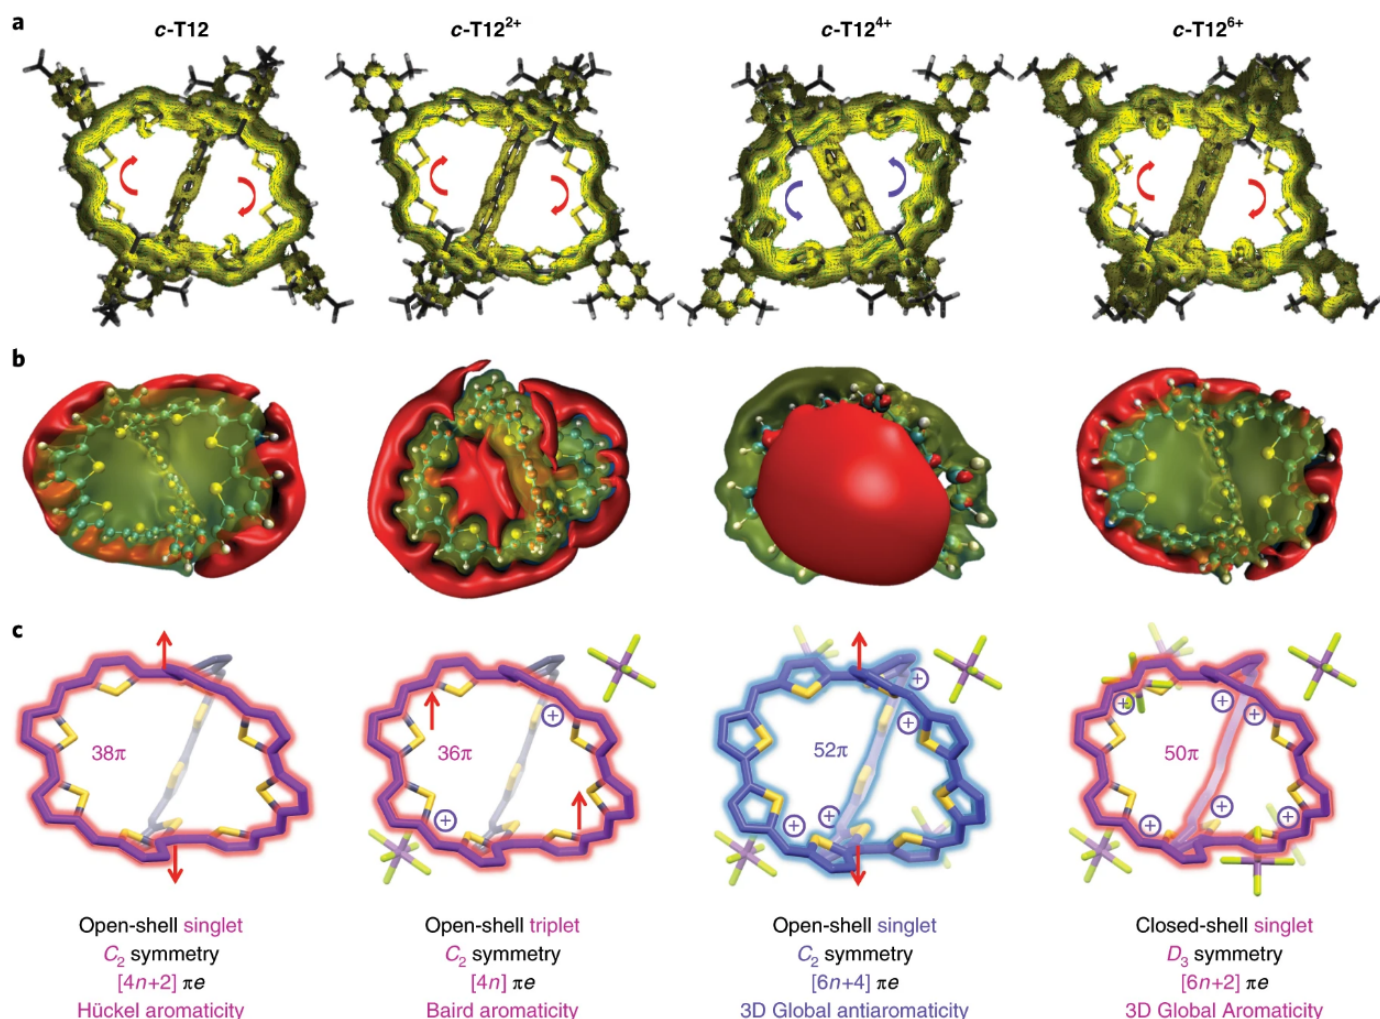 a
c-T12 c-T12²⁺ c-T12⁴⁺ c-T12⁶⁺
b
c
38π 36π 52π 50π
Open-shell singlet Open-shell triplet Open-shell singlet Closed-shell singlet
C₂ symmetry C₂ symmetry C₂ symmetry D₃ symmetry
[4n+2] πe [4n] πe [6n+4] πe [6n+2] πe
Hückel aromaticity Baird aromaticity 3D Global antiaromaticity 3D Global Aromaticity